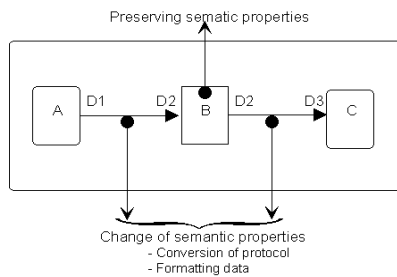 Preserving sematic properties
D1 D2 D2 D3
A B C
Change of semantic properties
- Conversion of protocol
- Formatting data